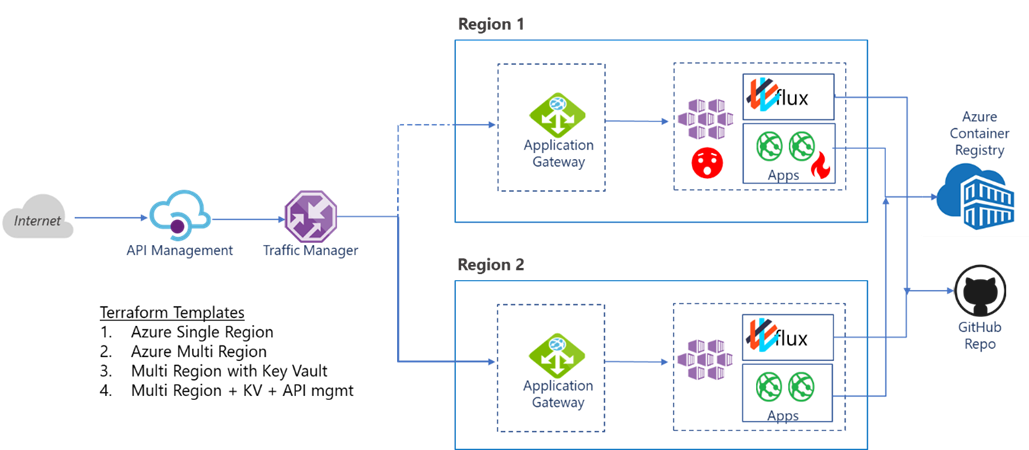 Region 1
flux
Application
Gateway
Apps
Azure
Container
Registry
Internet
API Management
Traffic Manager
Region 2
flux
Application
Gateway
Apps
GitHub
Repo
Terraform Templates
1. Azure Single Region
2. Azure Multi Region
3. Multi Region with Key Vault
4. Multi Region + KV + API mgmt